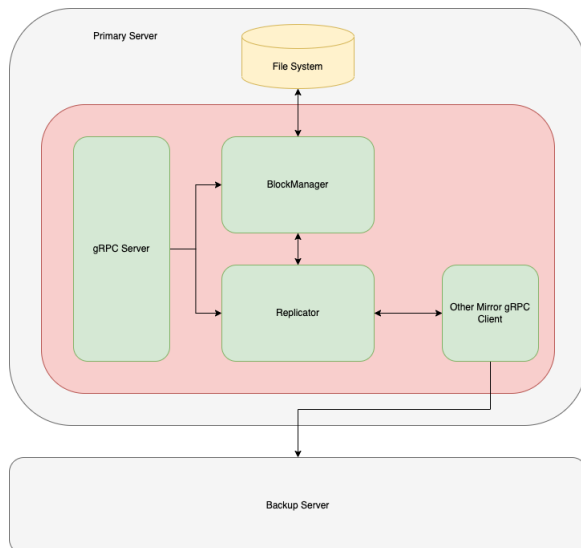 Primary Server
File System
BlockManager
gRPC Server
Replicator
Other Mirror gRPC
Client
Backup Server